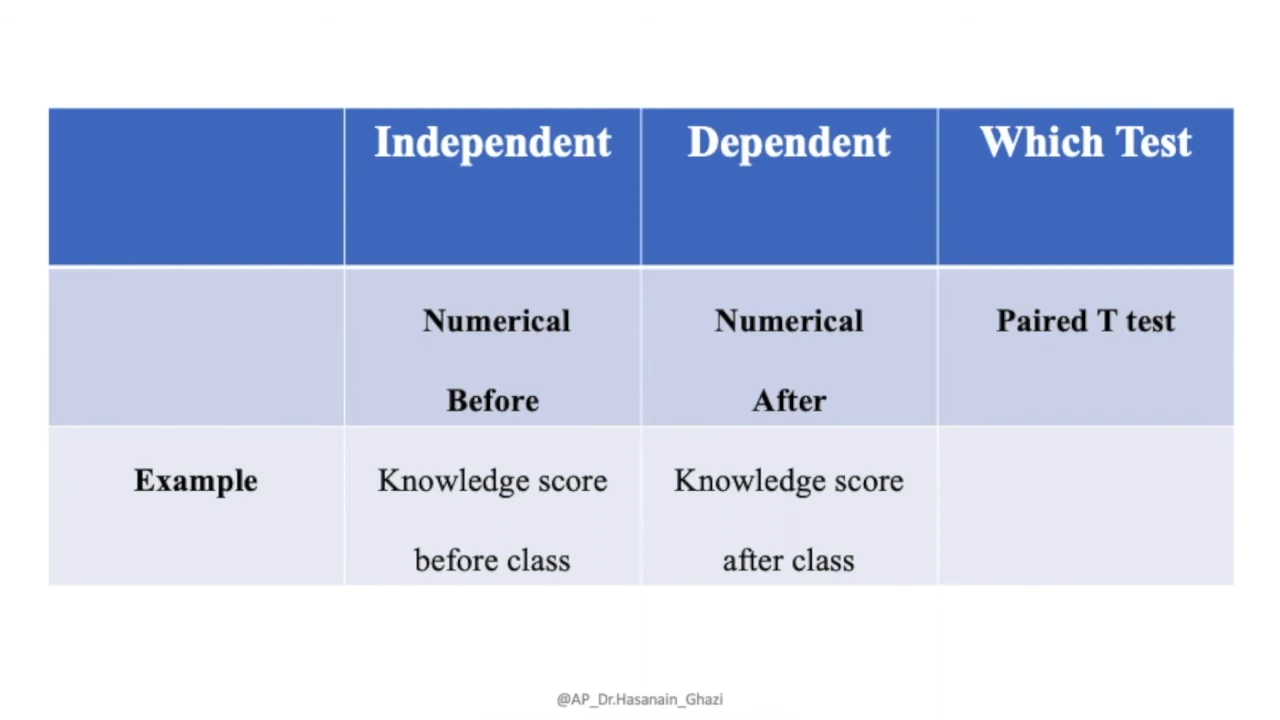 Independent Dependent Which Test
Numerical Numerical Paired T test
Before After
Example Knowledge score Knowledge score
before class after class
@AP_Dr.Hasanain_Ghazi